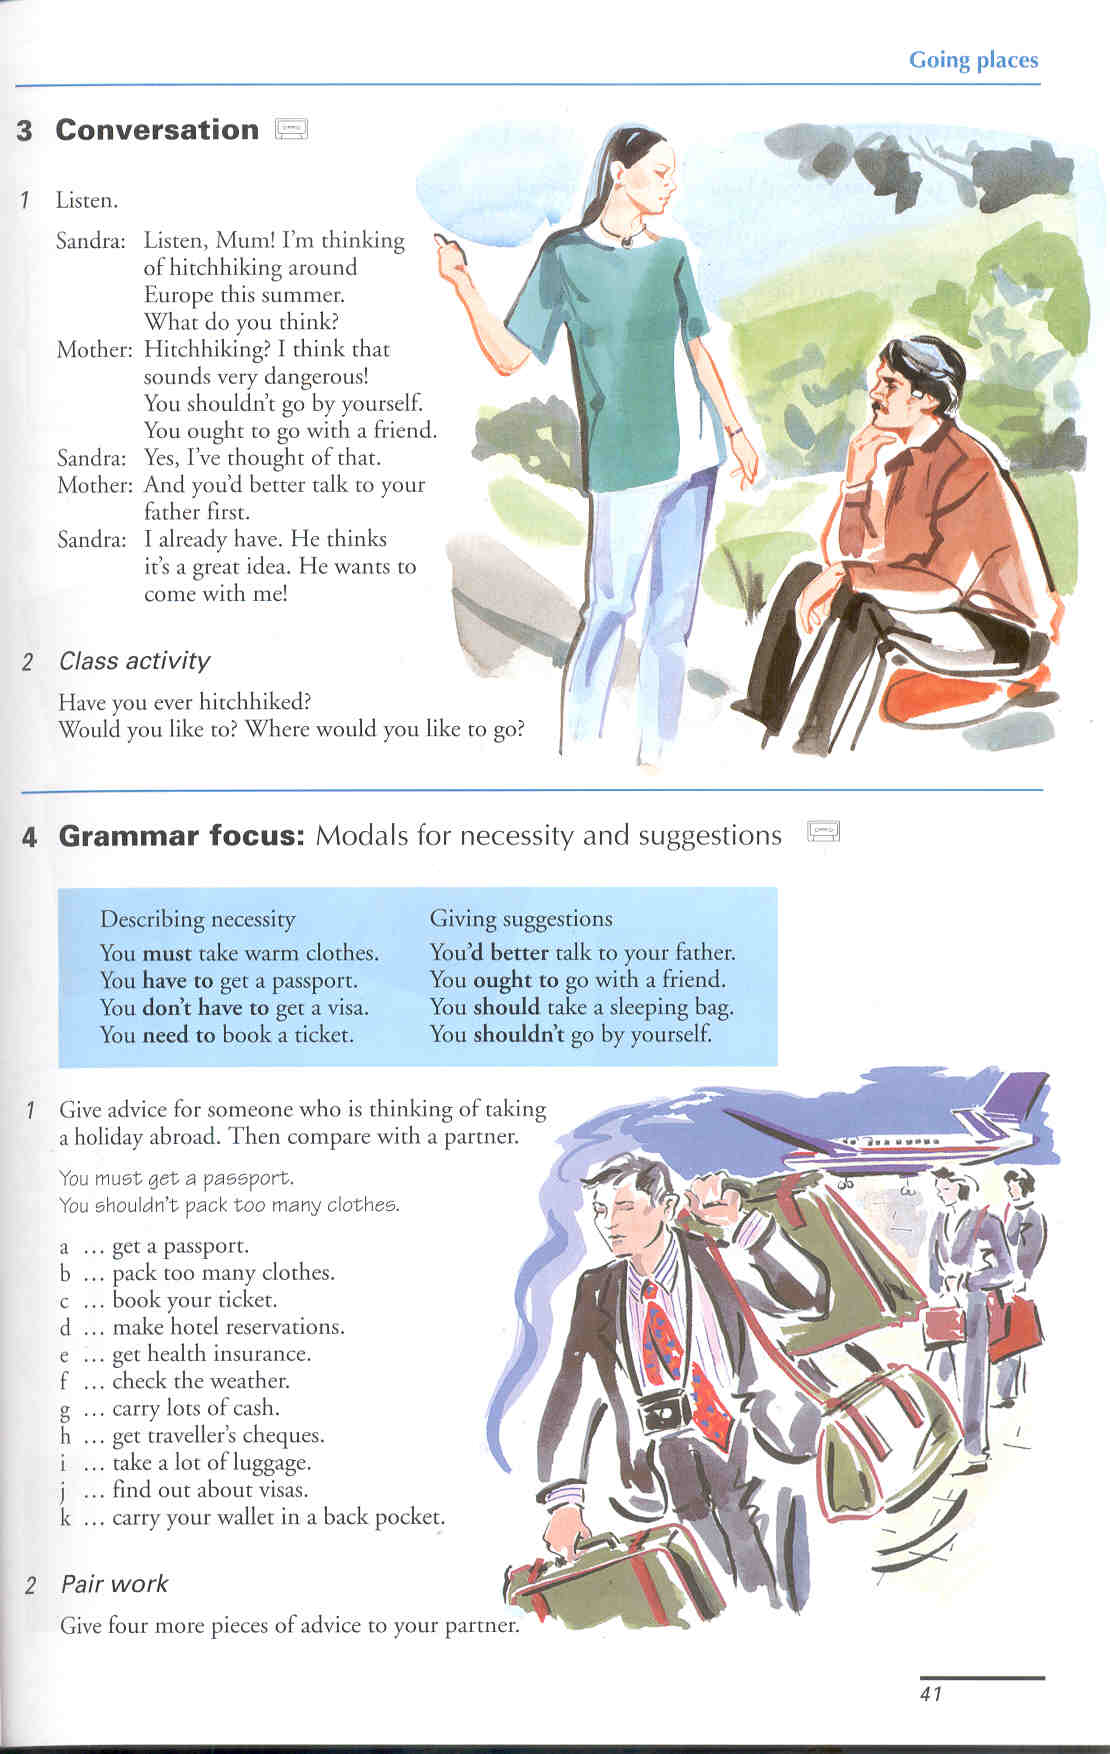 Going places
3 Conversation
1 Listen.
Sandra: Listen, Mum! I'm thinking
of hitchhiking around
Europe this summer.
What do you think?
Mother: Hitchhiking? I think that
sounds very dangerous!
You shouldn't go by yourself.
You ought to go with a friend.
Sandra: Yes, I've thought of that.
Mother: And you'd better talk to your
father first.
Sandra: I already have. He thinks
it's a great idea. He wants to
come with me!
2 Class activity
Have you ever hitchhiked?
Would you like to? Where would you like to go?
4 Grammar focus: Modals for necessity and suggestions
Describing necessity
You must take warm clothes.
You have to get a passport.
You don't have to get a visa.
You need to book a ticket.
Giving suggestions
You'd better talk to your father.
You ought to go with a friend.
You should take a sleeping bag.
You shouldn't go by yourself.
1 Give advice for someone who is thinking of taking
a holiday abroad. Then compare with a partner.
You must get a passport.
You shouldn't pack too many clothes.
a ... get a passport.
b ... pack too many clothes.
c ... book your ticket.
d ... make hotel reservations.
e ... get health insurance.
f ... check the weather.
g ... carry lots of cash.
h ... get traveller's cheques.
i ... take a lot of luggage.
j ... find out about visas.
k ... carry your wallet in a back pocket.
2 Pair work
Give four more pieces of advice to your partner.
41